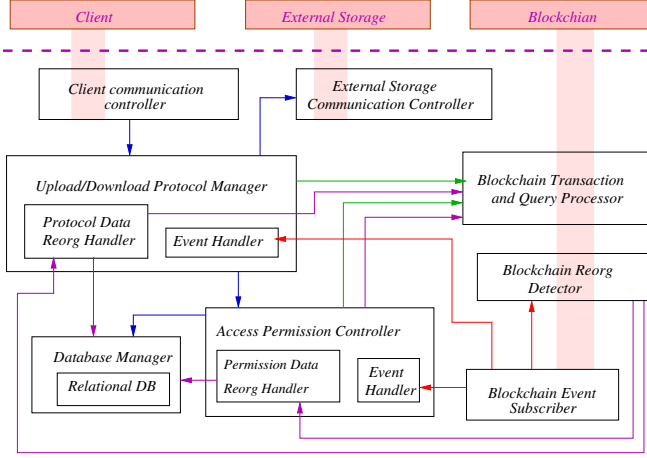 Client
External Storage
Blockchian
Client communication
controller
External Storage
Communication Controller
Upload/Download Protocol Manager
Protocol Data
Reorg Handler
Event Handler
Blockchain Transaction
and Query Processor
Blockchain Reorg
Detector
Access Permission Controller
Database Manager
Relational DB
Permission Data
Reorg Handler
Event
Handler
Blockchain Event
Subscriber